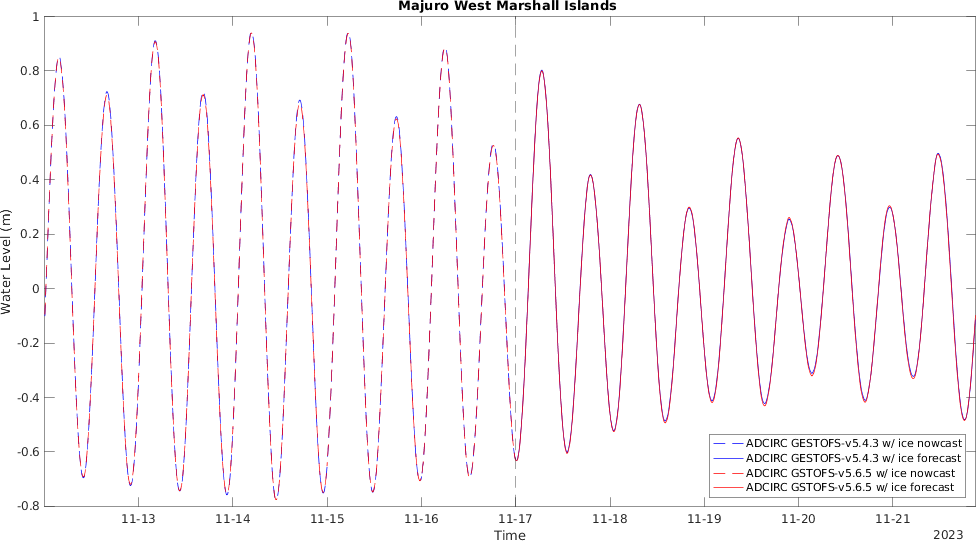 Majuro West Marshall Islands
1
0.8
0.6
0.4
0.2
0
-0.2
-0.4
-0.6
-0.8
Water Level (m)
11-13 11-14 11-15 11-16 11-17 11-18 11-19 11-20 11-21
Time
2023
ADCIRC GESTOFS-v5.4.3 w/ ice nowcast
ADCIRC GESTOFS-v5.4.3 w/ ice forecast
ADCIRC GSTOFS-v5.6.5 w/ ice nowcast
ADCIRC GSTOFS-v5.6.5 w/ ice forecast